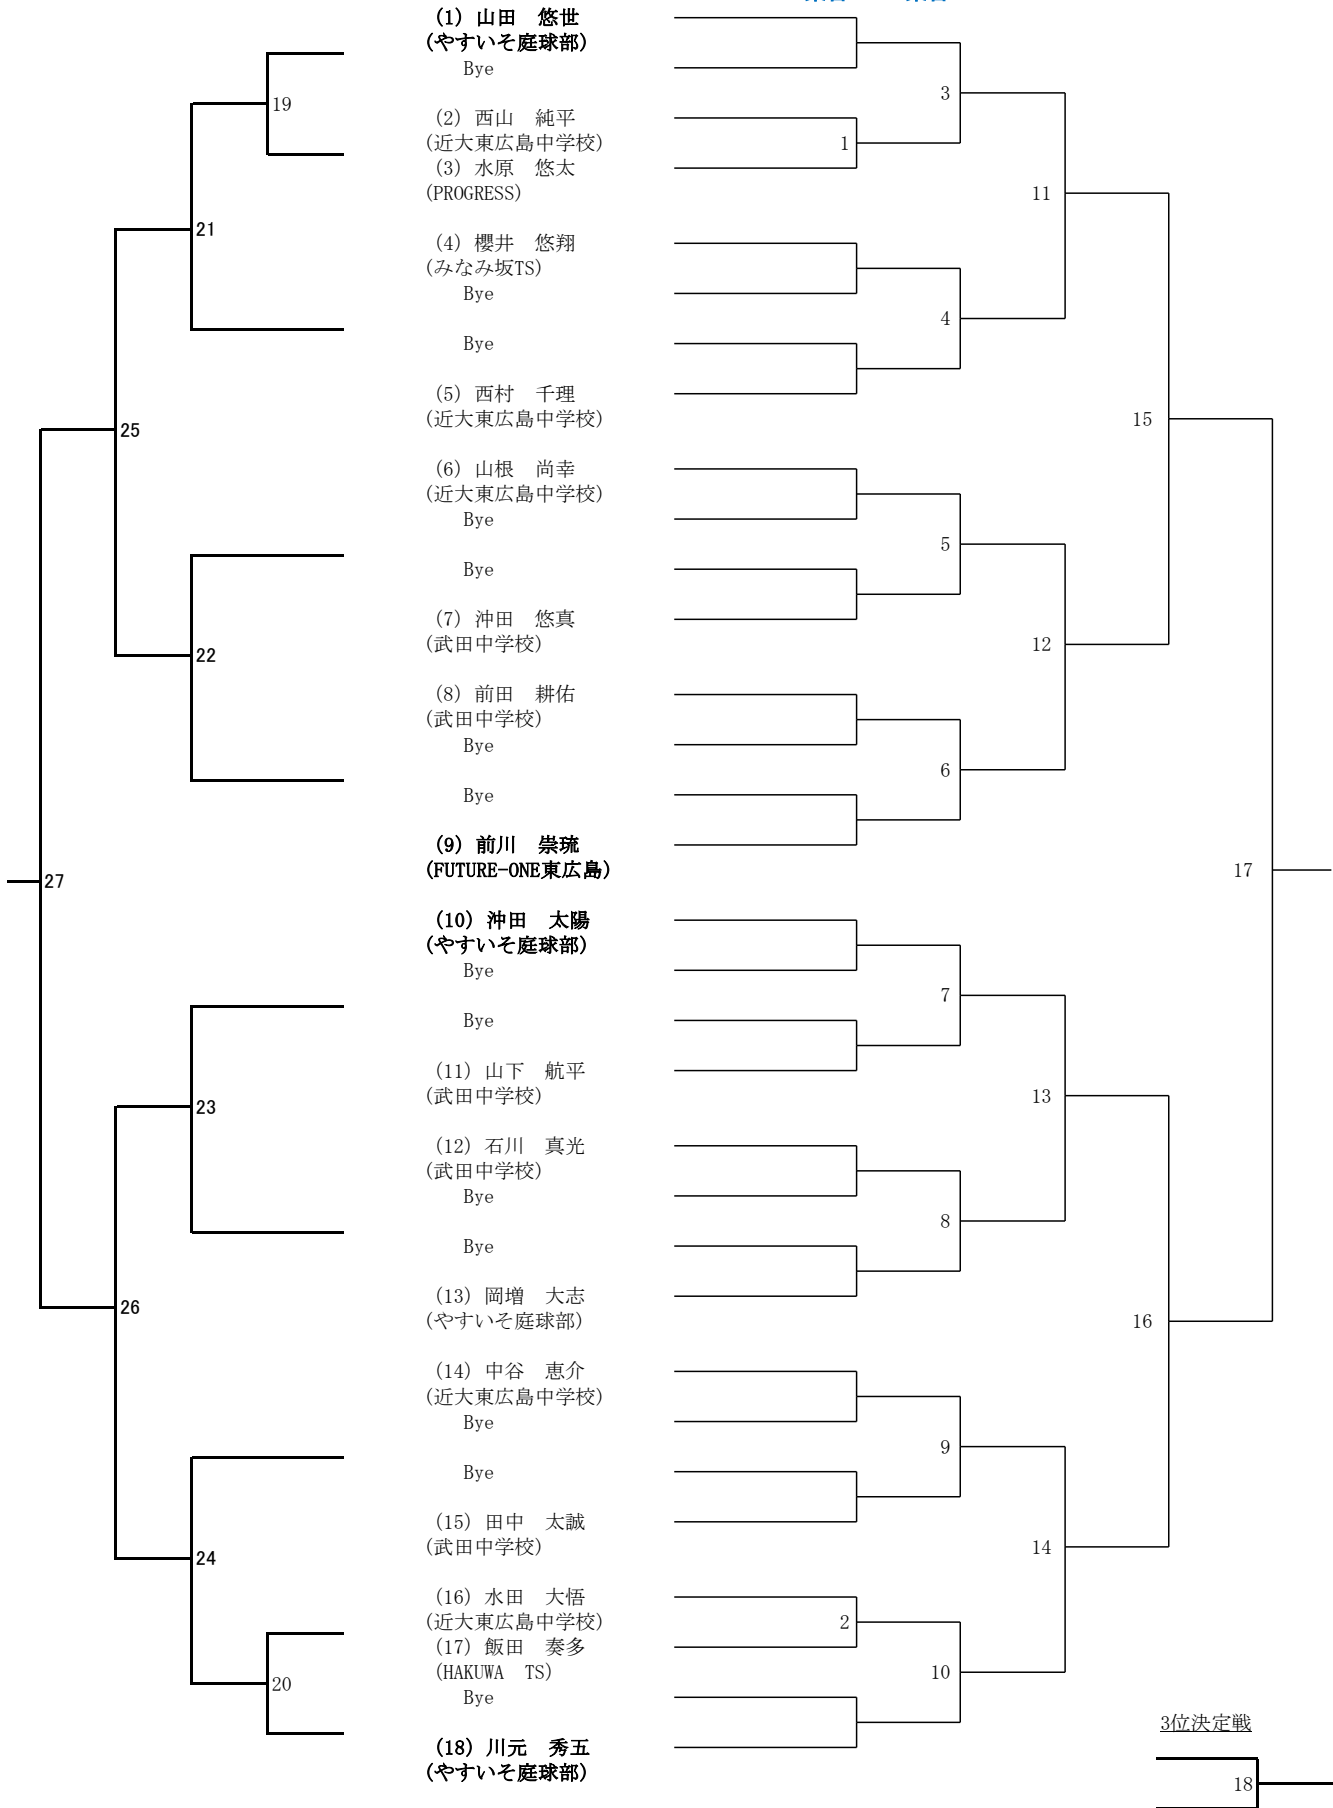 (1) 山田　悠世
(やすいそ庭球部)
Bye
3
19
(2) 西山　純平
(近大東広島中学校)
1
(3) 水原　悠太
(PROGRESS)
11
21
(4) 櫻井　悠翔
(みなみ坂TS)
Bye
4
Bye
(5) 西村　千理
(近大東広島中学校)
15
25
(6) 山根　尚幸
(近大東広島中学校)
Bye
5
Bye
(7) 沖田　悠真
(武田中学校)
12
22
(8) 前田　耕佑
(武田中学校)
Bye
6
Bye
(9) 前川　崇琉
(FUTURE-ONE東広島)
17
27
(10) 沖田　太陽
(やすいそ庭球部)
Bye
7
Bye
(11) 山下　航平
(武田中学校)
13
23
(12) 石川　真光
(武田中学校)
Bye
8
Bye
(13) 岡増　大志
(やすいそ庭球部)
16
26
(14) 中谷　恵介
(近大東広島中学校)
Bye
9
Bye
(15) 田中　太誠
(武田中学校)
14
24
(16) 水田　大悟
(近大東広島中学校)
2
(17) 飯田　奏多
(HAKUWA　TS)
10
20
Bye
3位決定戦
(18) 川元　秀五
(やすいそ庭球部)
18